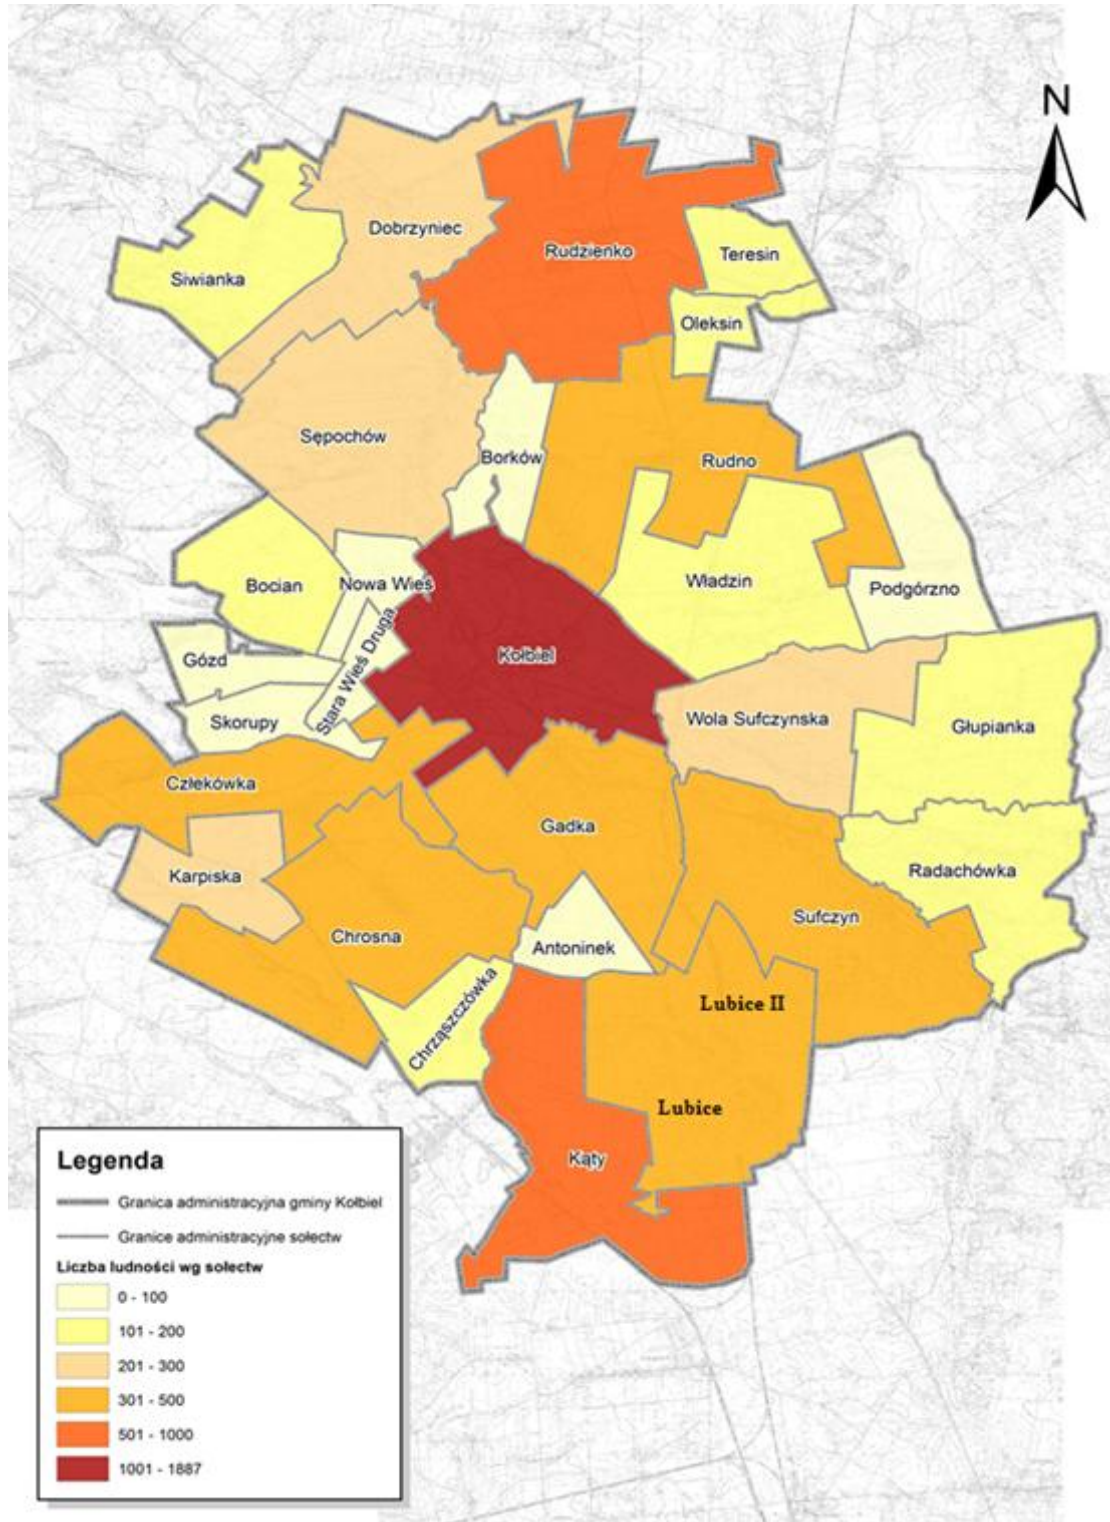 N
Dobrzyniec
Rudzienko
Teresin
Siwianka
Oleksin
Sępochów
Borków
Rudno
Bocian
Nowa Wieś
Władzin
Podgórzno
Stara Wieś Druga
Gózd
Kołbiel
Skorupy
Wola Sufczynska
Głupianka
Człekówka
Gadka
Karpiska
Radachówka
Chrosna
Sufczyn
Antoninek
Chrząszczówka
Lubice II
Lubice
Kąty
Legenda
Granica administracyjna gminy Kołbiel
Granice administracyjne sołectw
Liczba ludności wg sołectw
0 - 100
101 - 200
201 - 300
301 - 500
501 - 1000
1001 - 1887